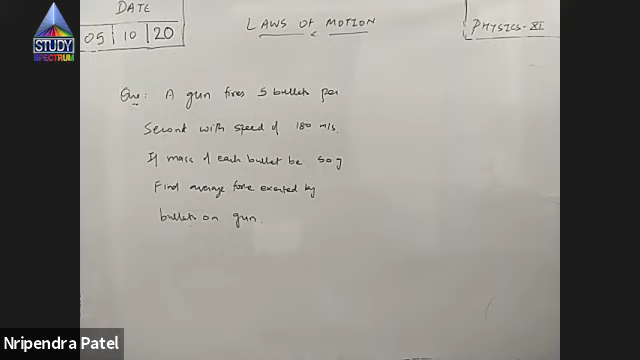 DATE
05 10 20
LAWS OF MOTION
PHYSICS-XI
STUDY
SPECTRUM
Que: A gun fires 5 bullets per
Second with speed of 180 m/s.
If mass of each bullet be 50 g
Find average force exerted by
bullets on gun.
Nripendra Patel